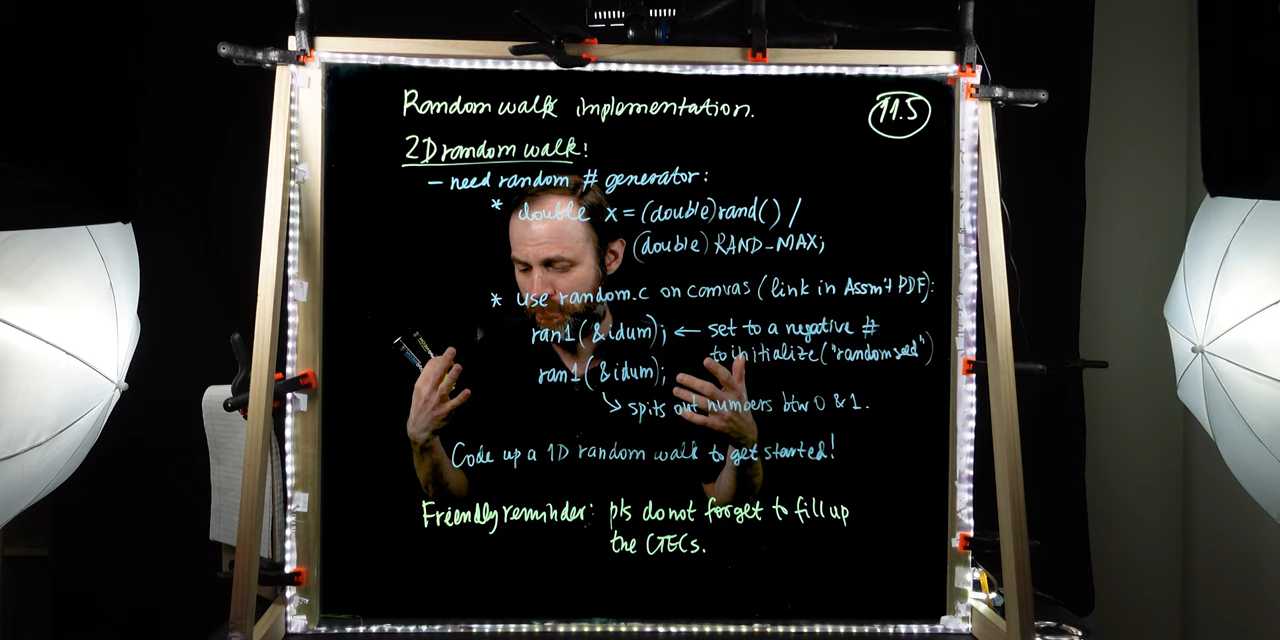 Random walk implementation.
11.5
2D random walk!
- need random # generator:
* double x = (double)rand() /
(double) RAND_MAX;
* use random.c on canvas (link in Assm't PDF):
ran1(&idum); ← set to a negative #
to initialize ("random seed")
ran1(&idum);
↳ spits out numbers btw 0 & 1.
Code up a 1D random walk to get started!
Friendly reminder: pls do not forget to fill up
the CTECs.